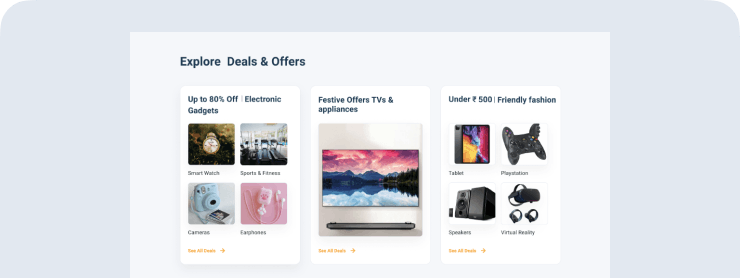 Explore Deals & Offers
Up to 80% Off | Electronic
Gadgets
Smart Watch
Sports & Fitness
Cameras
Earphones
See All Deals →
Festive Offers TVs &
appliances
See All Deals →
Under ₹ 500 | Friendly fashion
Tablet
Playstation
Speakers
Virtual Reality
See All Deals →